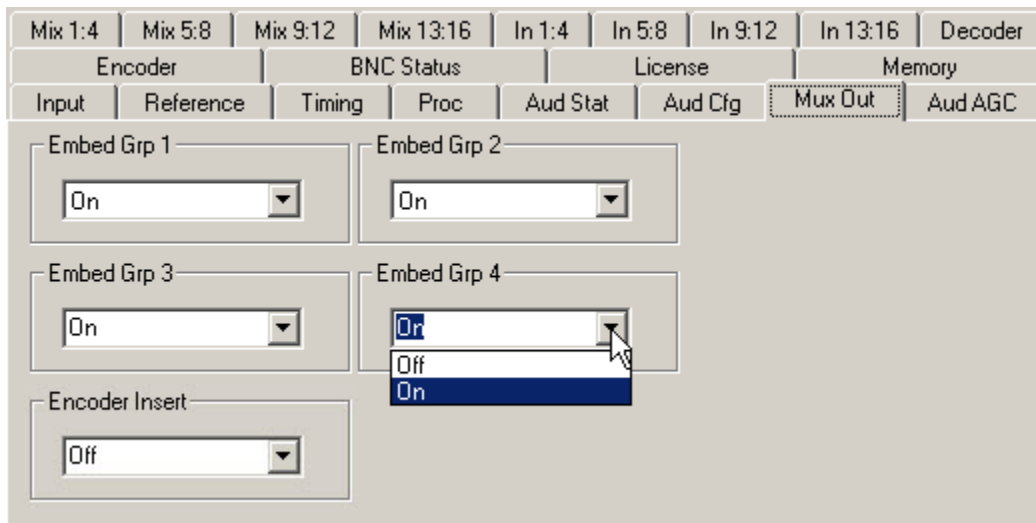 Mix 1:4 Mix 5:8 Mix 9:12 Mix 13:16 In 1:4 In 5:8 In 9:12 In 13:16 Decoder
Encoder BNC Status License Memory
Input Reference Timing Proc Aud Stat Aud Cfg Mux Out Aud AGC
Embed Grp 1 Embed Grp 2
On On
Embed Grp 3 Embed Grp 4
On On
Off
On
Encoder Insert
Off